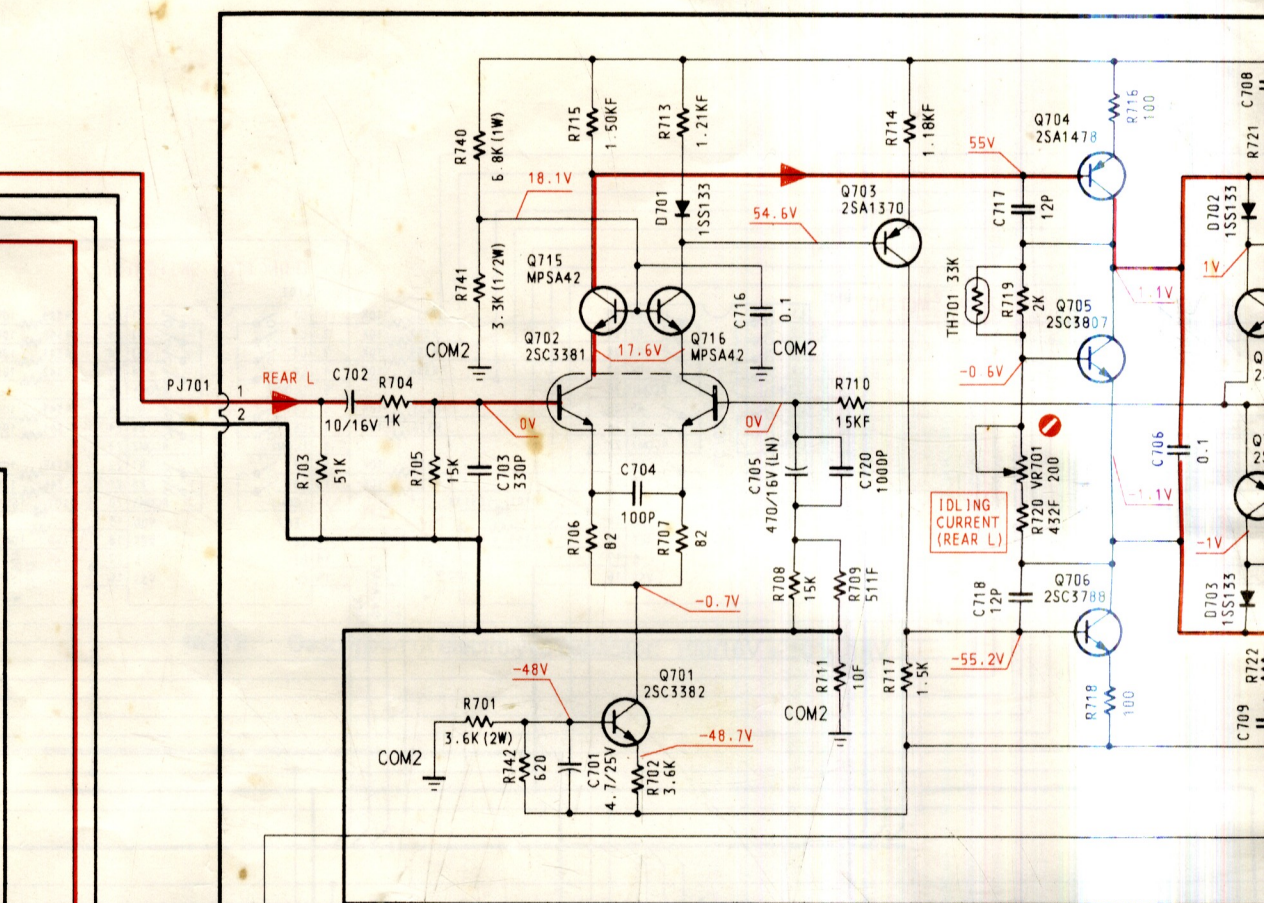 C708
R716
100
R715
1.50KF
R713
1.21KF
R714
1.18KF
Q704
2SA1478
R721
R740
6.8K(1W)
55V
18.1V
Q703
2SA1370
C717
12P
D702
1SS133
D701
1SS133
54.6V
R741
3.3K(1/2W)
Q715
MPSA42
TH701 33K
R719
2K
1V
1.1V
Q705
2SC3807
C716
0.1
Q702
2SC3381
17.6V
Q716
MPSA42
COM2
COM2
-0.6V
PJ701
REAR L
1
2
C702
10/16V
R704
1K
R710
15KF
0V
0V
R703
51K
R705
15K
C703
330P
C704
100P
C705
470/16V(LN)
C720
1000P
VR701
200
C706
0.1
-1.1V
IDLING
CURRENT
(REAR L)
R720
432F
R706
82
R707
82
-1V
Q706
2SC3788
-0.7V
R708
15K
R709
511F
C718
12P
D703
1SS133
-55.2V
-48V
Q701
2SC3382
R711
10F
R717
1.5K
R718
100
R722
R701
3.6K(2W)
COM2
COM2
-48.7V
R742
620
C701
4.7/25V
R702
3.6K
C709